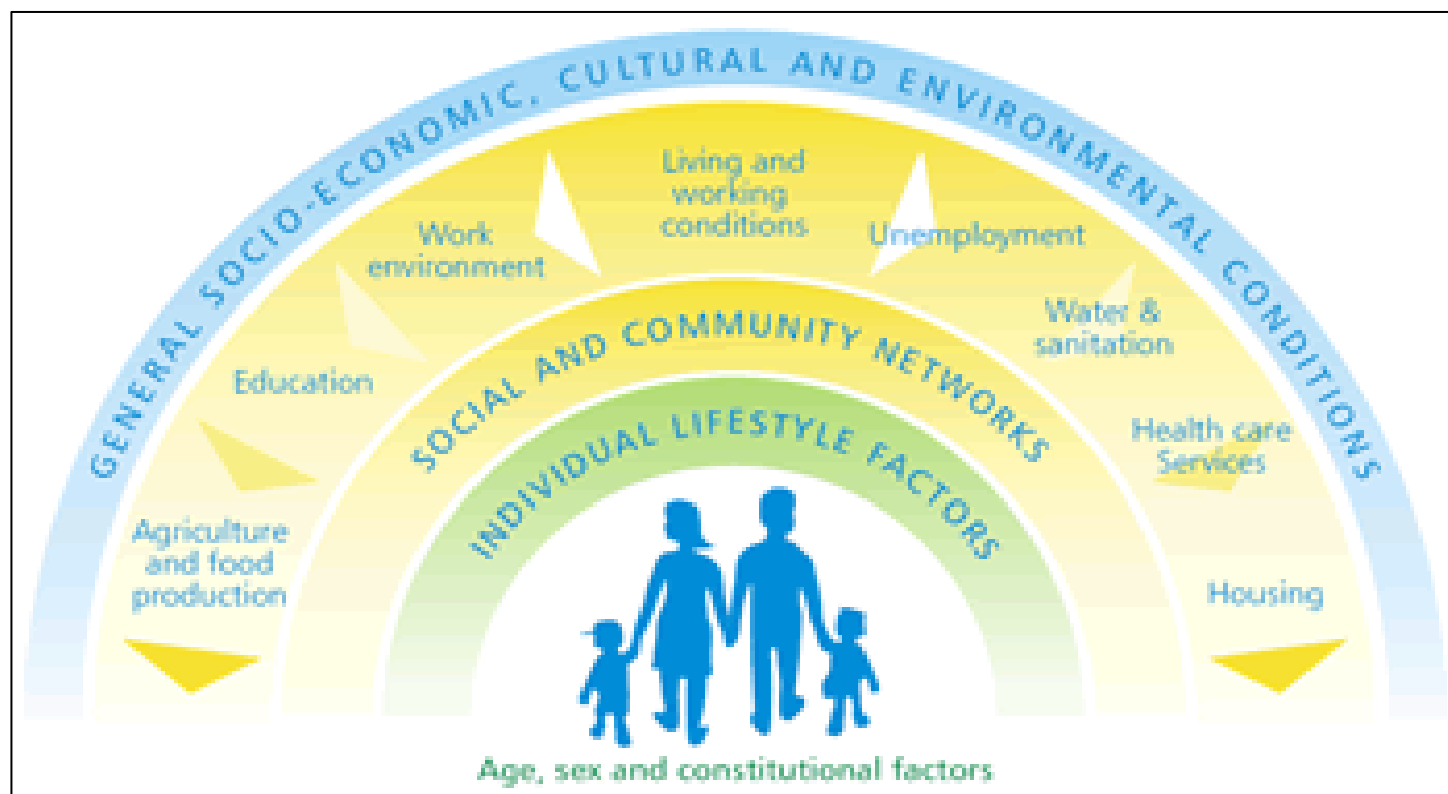 GENERAL SOCIO-ECONOMIC, CULTURAL AND ENVIRONMENTAL CONDITIONS
Agriculture
and food
production
Education
Work
environment
Living and
working
conditions
Unemployment
Water &
sanitation
Health care
Services
Housing
SOCIAL AND COMMUNITY NETWORKS
INDIVIDUAL LIFESTYLE FACTORS
Age, sex and constitutional factors